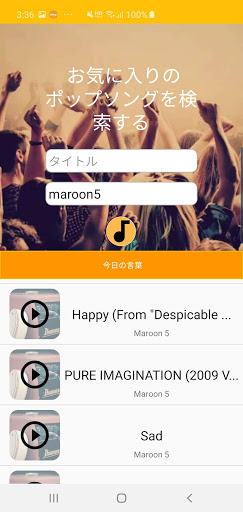 3:36
81%
お気に入りの
ポップソングを検
索する
タイトル
maroon5
今日の言葉
Happy (From "Despicable ...
Maroon 5
PURE IMAGINATION (2009 V...
Maroon 5
Sad
Maroon 5